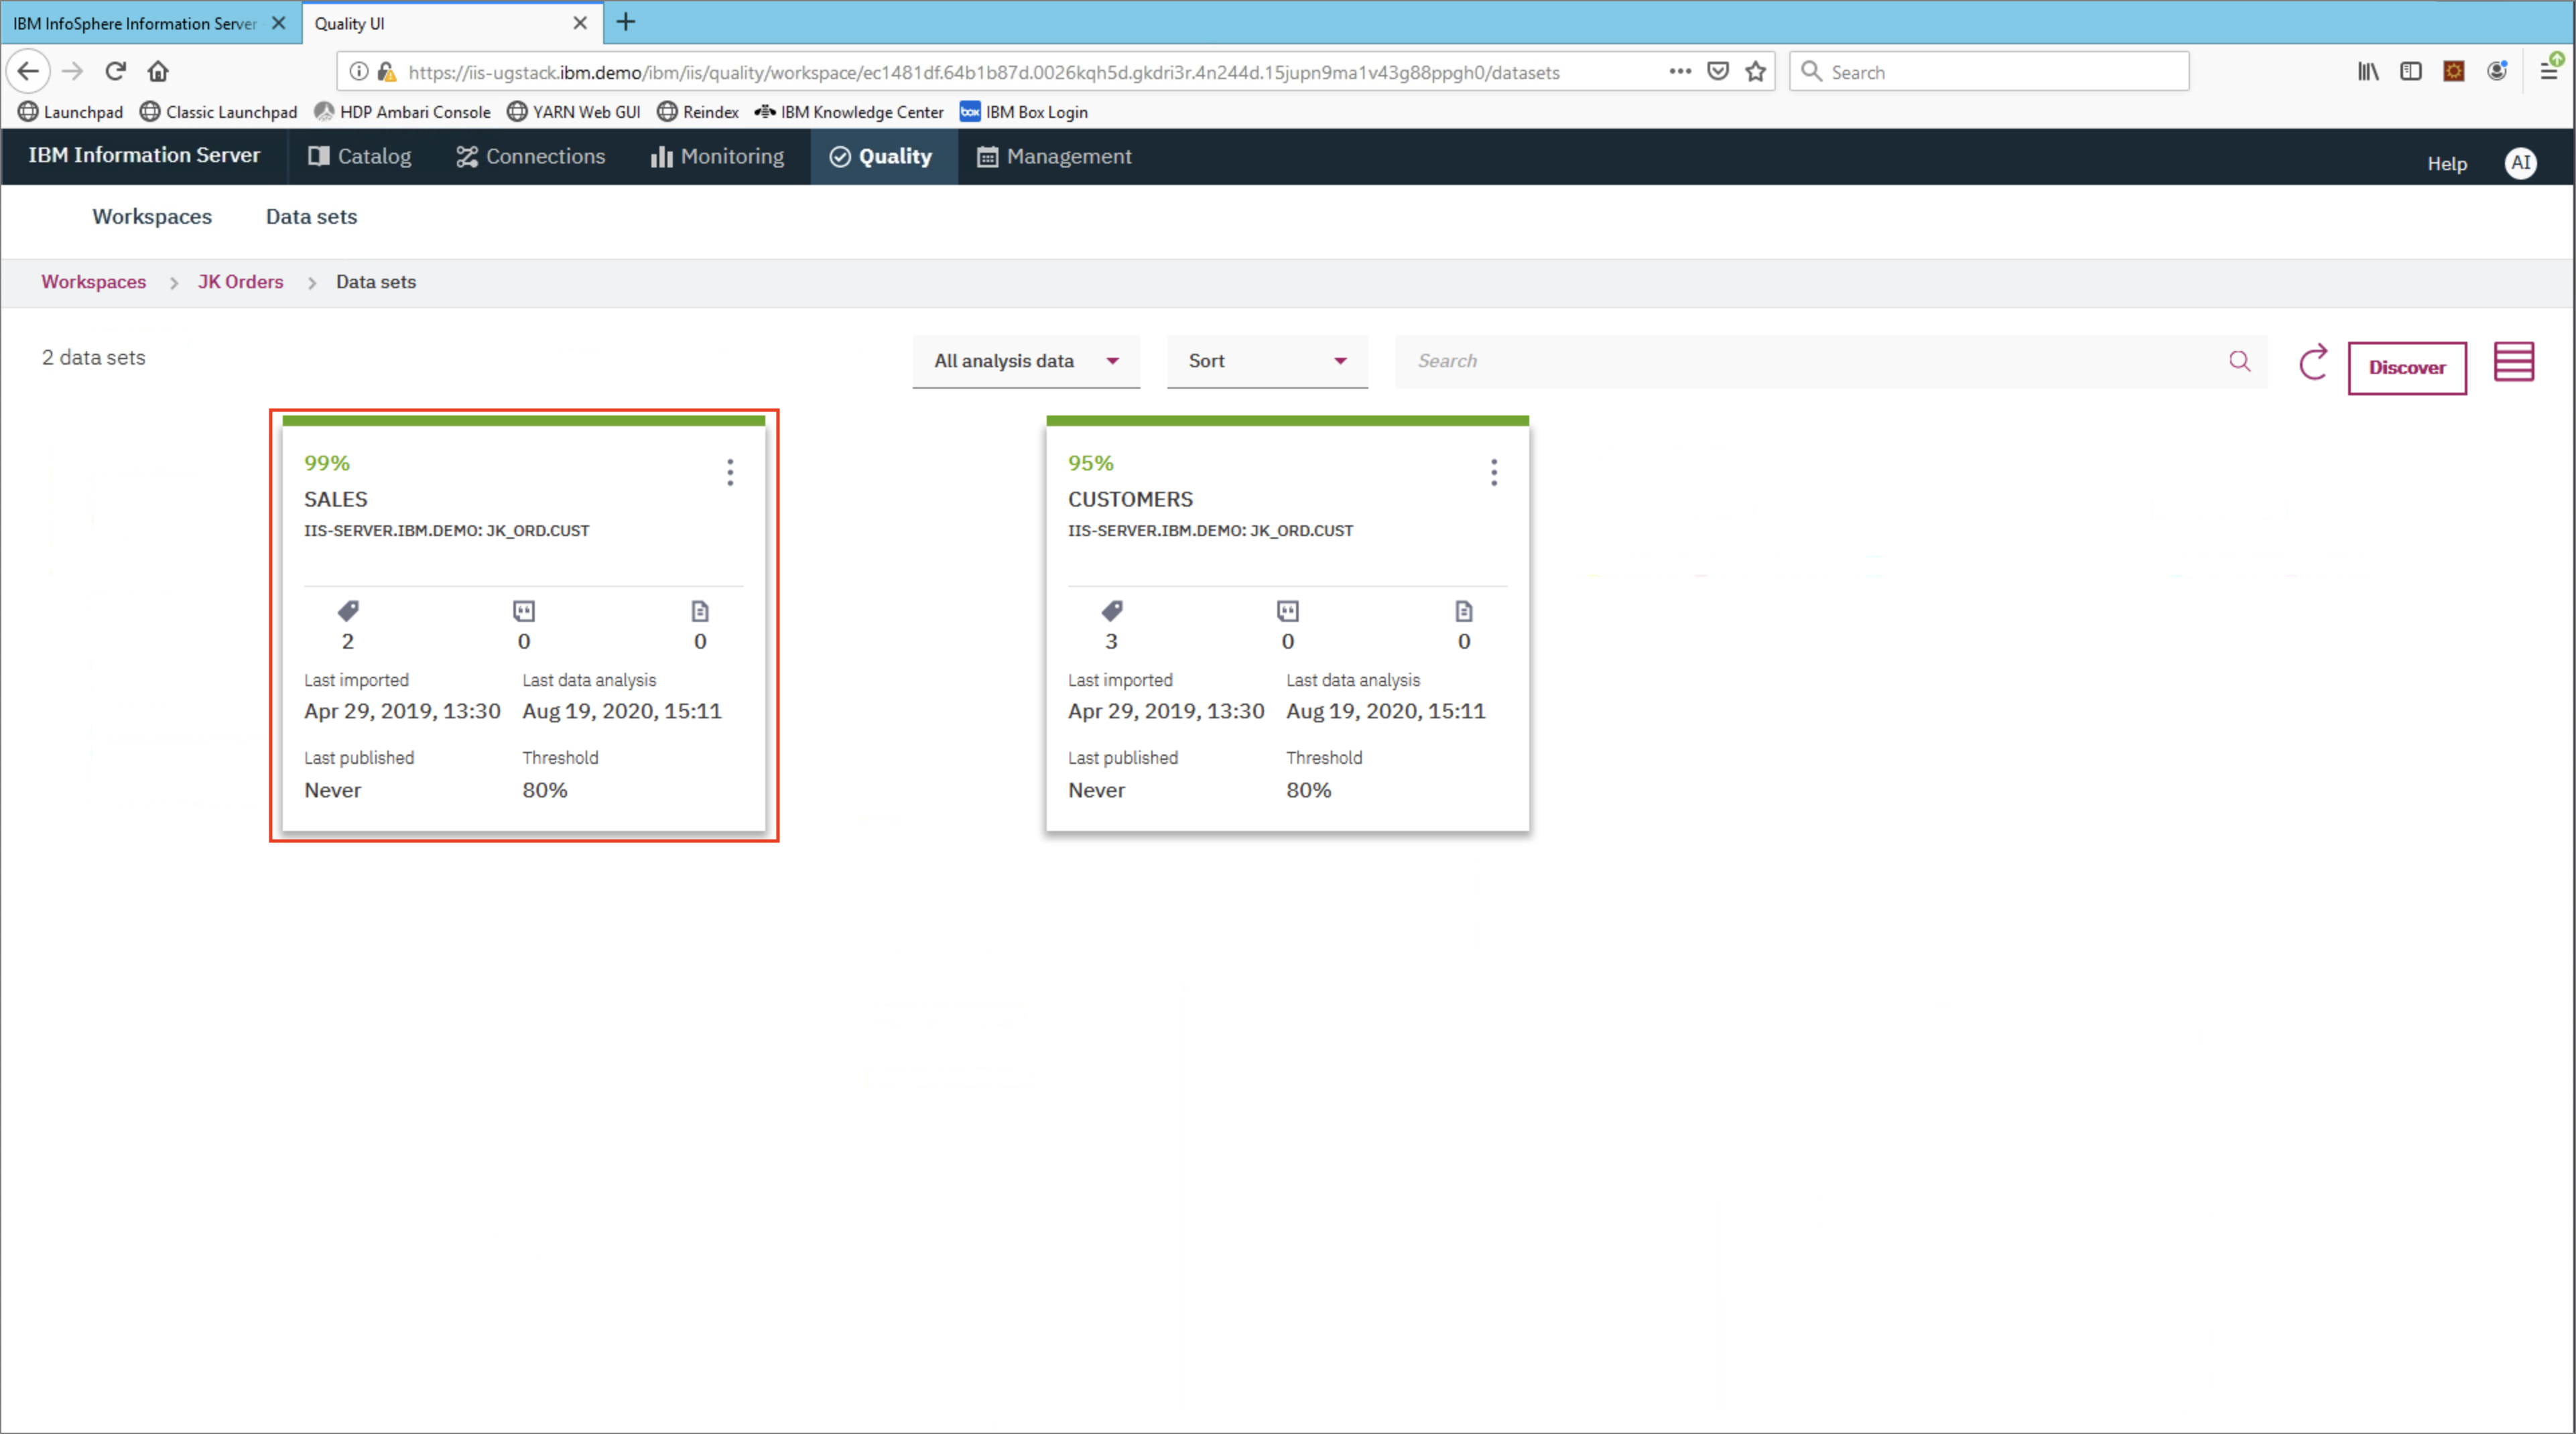 IBM InfoSphere Information Server
Quality UI
https://iis-ugstack.ibm.demo/ibm/iis/quality/workspace/ec1481df.64b1b87d.0026kqh5d.gkdri3r.4n244d.15jupn9ma1v43g88ppgh0/datasets
Search
Launchpad
Classic Launchpad
HDP Ambari Console
YARN Web GUI
Reindex
IBM Knowledge Center
box
IBM Box Login
IBM Information Server
Catalog
Connections
Monitoring
Quality
Management
Help
AI
Workspaces
Data sets
Workspaces > JK Orders > Data sets
2 data sets
All analysis data
Sort
Search
Discover
99%
SALES
IIS-SERVER.IBM.DEMO: JK_ORD.CUST
2 0 0
Last imported Last data analysis
Apr 29, 2019, 13:30 Aug 19, 2020, 15:11
Last published Threshold
Never 80%
95%
CUSTOMERS
IIS-SERVER.IBM.DEMO: JK_ORD.CUST
3 0 0
Last imported Last data analysis
Apr 29, 2019, 13:30 Aug 19, 2020, 15:11
Last published Threshold
Never 80%